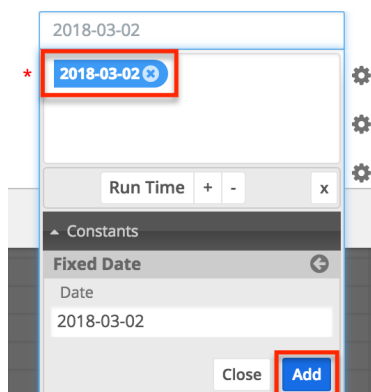 2018-03-02
* 2018-03-02
Run Time + - x
Constants
Fixed Date
Date
2018-03-02
Close Add